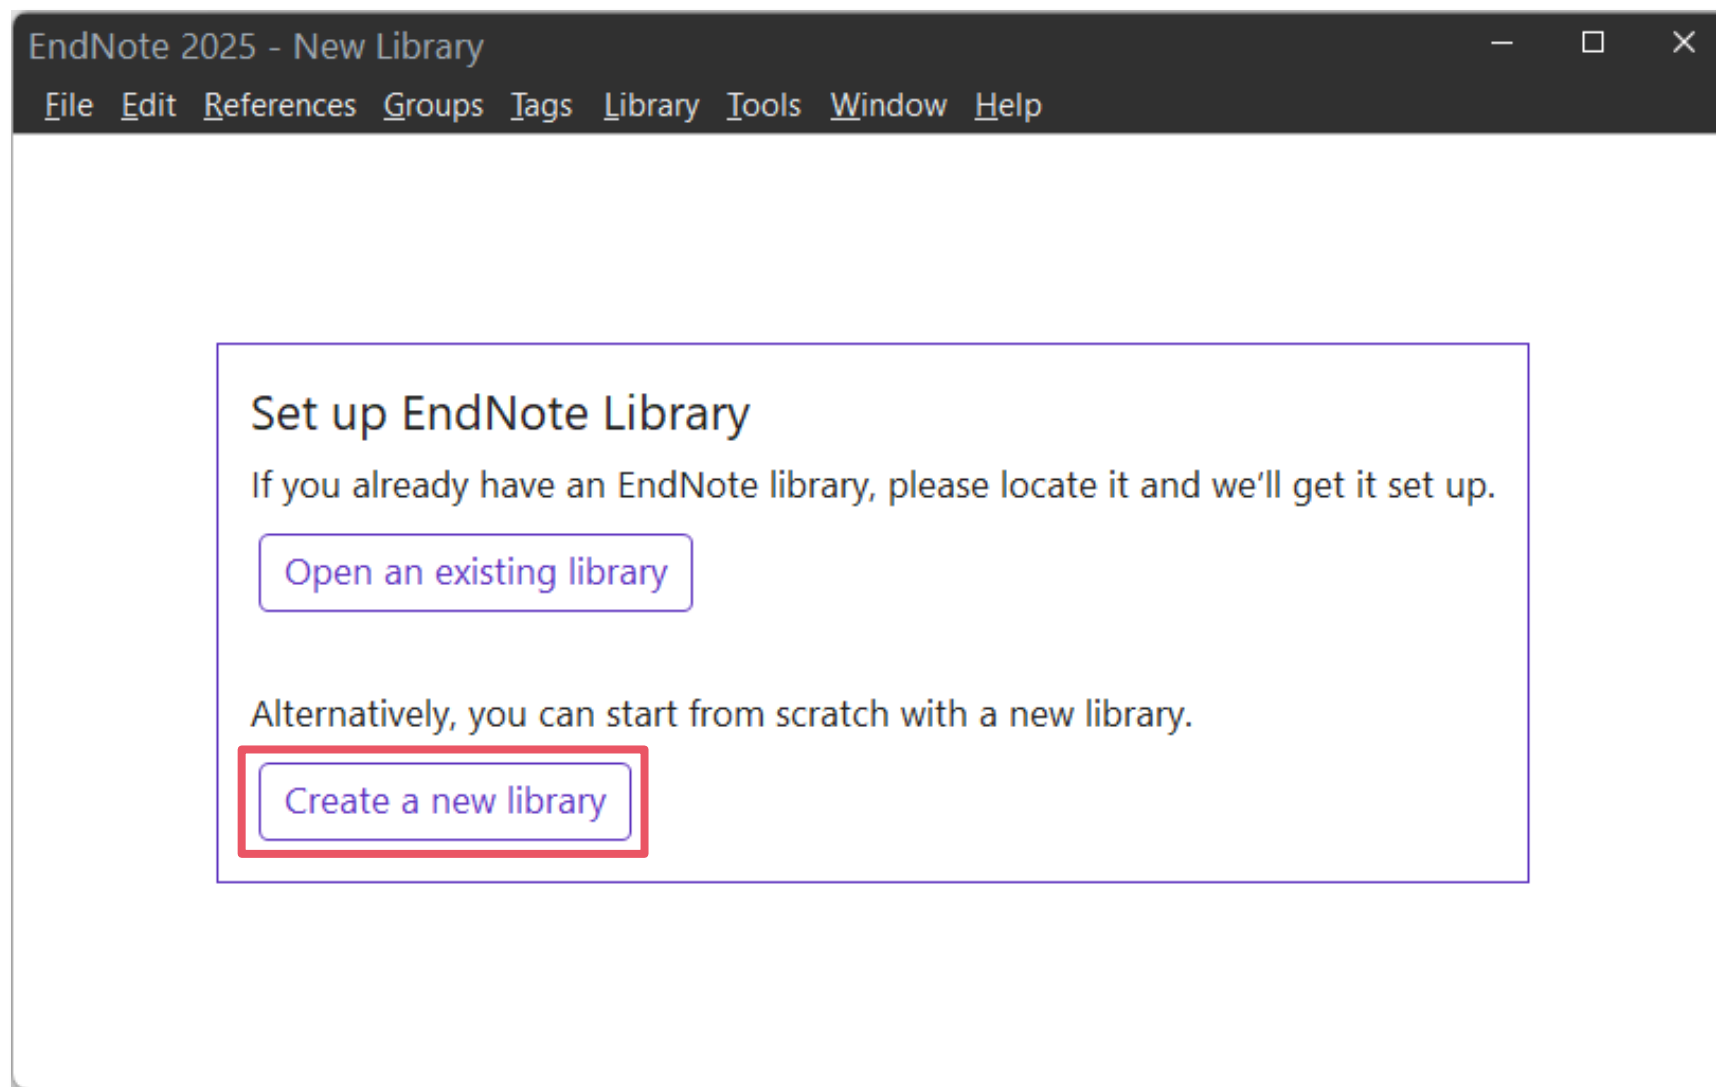 EndNote 2025 - New Library
File Edit References Groups Tags Library Tools Window Help
Set up EndNote Library
If you already have an EndNote library, please locate it and we’ll get it set up.
Open an existing library
Alternatively, you can start from scratch with a new library.
Create a new library